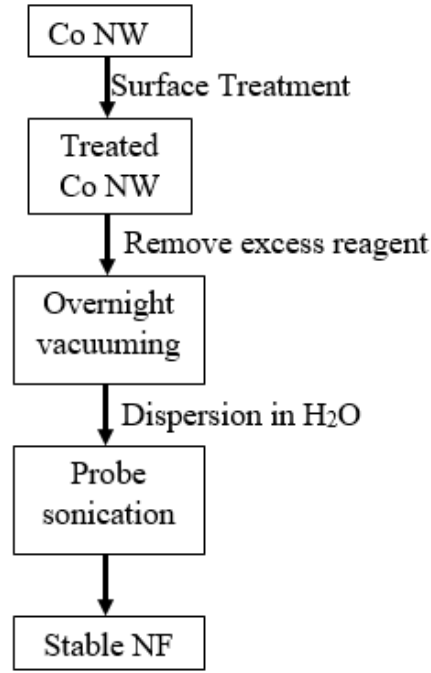 Co NW
Surface Treatment
Treated
Co NW
Remove excess reagent
Overnight
vacuuming
Dispersion in H₂O
Probe
sonication
Stable NF